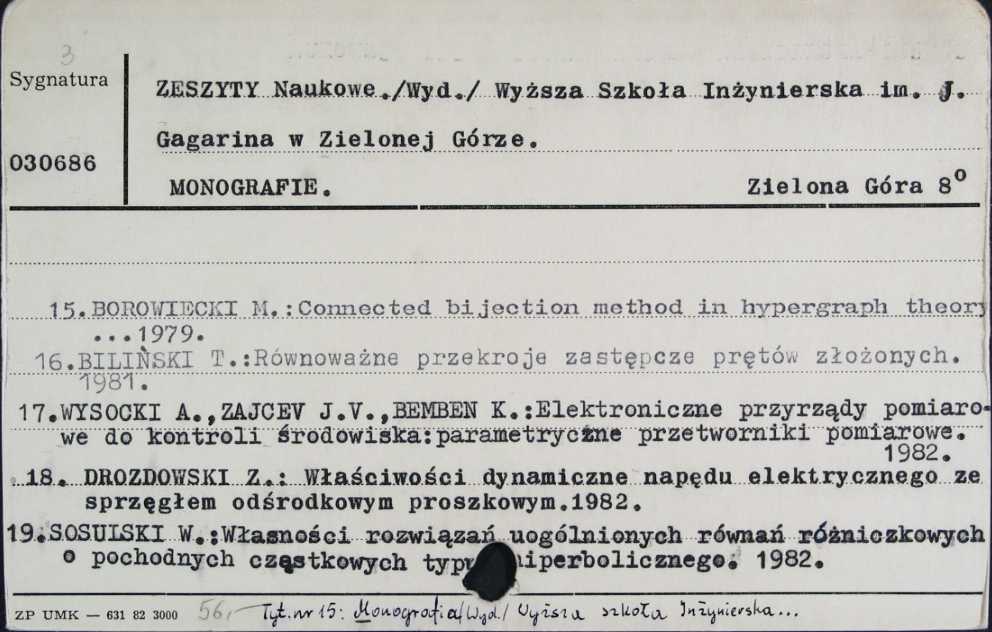 3
Sygnatura
ZESZYTY Naukowe./Wyd./ Wyższa Szkoła Inżynierska im. J.
Gagarina w Zielonej Górze.
030686
MONOGRAFIE. Zielona Góra 8º
15.BOROWIECKI M.:Connected bijection method in hypergraph theory
...1979.
16.BILIŃSKI T.:Równoważne przekroje zastępcze prętów złożonych.
1981.
17.WYSOCKI A.,ZAJCEV J.V.,BEMBEN K.:Elektroniczne przyrządy pomiaro-
we do kontroli środowiska:parametryczne przetworniki pomiarowe.
1982.
18. DROZDOWSKI Z.: Właściwości dynamiczne napędu elektrycznego ze
sprzęgłem odśrodkowym proszkowym.1982.
19.SOSULSKI W.:Własności rozwiązań uogólnionych równań różniczkowych
o pochodnych cząstkowych typu hiperbolicznego. 1982.
ZP UMK — 631 82 3000 56,- Tyt. nr 15: Monografia/Wyd./ Wyższa szkoła Inżynierska...